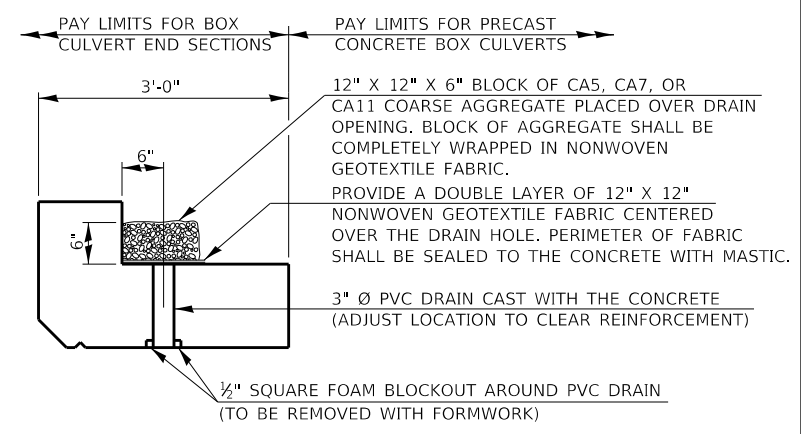 PAY LIMITS FOR BOX
CULVERT END SECTIONS
PAY LIMITS FOR PRECAST
CONCRETE BOX CULVERTS
3'-0"
12" X 12" X 6" BLOCK OF CA5, CA7, OR
CA11 COARSE AGGREGATE PLACED OVER DRAIN
OPENING. BLOCK OF AGGREGATE SHALL BE
COMPLETELY WRAPPED IN NONWOVEN
GEOTEXTILE FABRIC.
6"
PROVIDE A DOUBLE LAYER OF 12" X 12"
NONWOVEN GEOTEXTILE FABRIC CENTERED
OVER THE DRAIN HOLE. PERIMETER OF FABRIC
SHALL BE SEALED TO THE CONCRETE WITH MASTIC.
6"
3" Ø PVC DRAIN CAST WITH THE CONCRETE
(ADJUST LOCATION TO CLEAR REINFORCEMENT)
½" SQUARE FOAM BLOCKOUT AROUND PVC DRAIN
(TO BE REMOVED WITH FORMWORK)